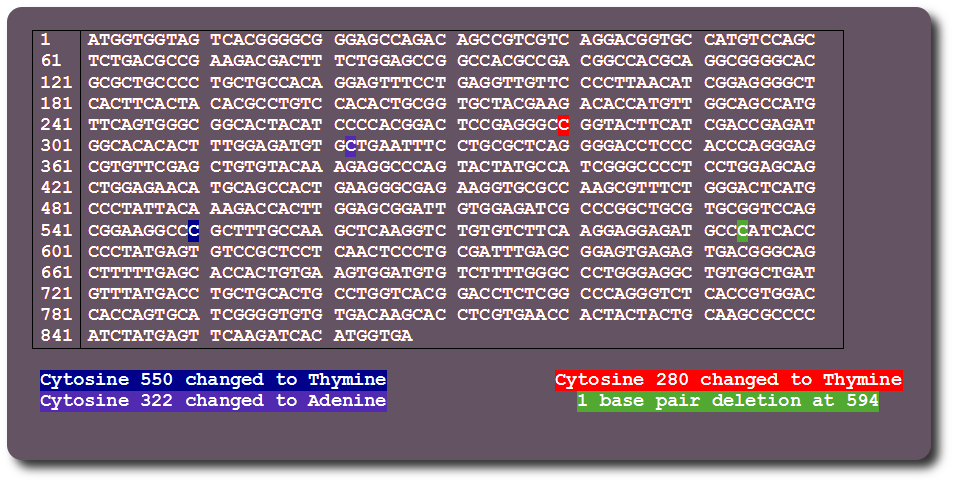 1 ATGGTGGTAG TCACGGGGCG GGAGCCAGAC AGCCGTCGTC AGGACGGTGC CATGTCCAGC
61 TCTGACGCCG AAGACGACTT TCTGGAGCCG GCCACGCCGA CGGCCACGCA GGCGGGGCAC
121 GCGCTGCCCC TGCTGCCACA GGAGTTTCCT GAGGTTGTTC CCCTTAACAT CGGAGGGGCT
181 CACTTCACTA CACGCCTGTC CACACTGCGG TGCTACGAAG ACACCATGTT GGCAGCCATG
241 TTCAGTGGGC GGCACTACAT CCCCACGGAC TCCGAGGGCC GGTACTTCAT CGACCGAGAT
301 GGCACACACT TTGGAGATGT GCTGAATTTC CTGCGCTCAG GGGACCTCCC ACCCAGGGAG
361 CGTGTTCGAG CTGTGTACAA AGAGGCCCAG TACTATGCCA TCGGGCCCCT CCTGGAGCAG
421 CTGGAGAACA TGCAGCCACT GAAGGGCGAG AAGGTGCGCC AAGCGTTTCT GGGACTCATG
481 CCCTATTACA AAGACCACTT GGAGCGGATT GTGGAGATCG CCCGGCTGCG TGCGGTCCAG
541 CGGAAGGCCC GCTTTGCCAA GCTCAAGGTC TGTGTCTTCA AGGAGGAGAT GCCCATCACC
601 CCCTATGAGT GTCCGCTCCT CAACTCCCTG CGATTTGAGC GGAGTGAGAG TGACGGGCAG
661 CTTTTTGAGC ACCACTGTGA AGTGGATGTG TCTTTTGGGC CCTGGGAGGC TGTGGCTGAT
721 GTTTATGACC TGCTGCACTG CCTGGTCACG GACCTCTCGG CCCAGGGTCT CACCGTGGAC
781 CACCAGTGCA TCGGGGTGTG TGACAAGCAC CTCGTGAACC ACTACTACTG CAAGCGCCCC
841 ATCTATGAGT TCAAGATCAC ATGGTGA
Cytosine 550 changed to Thymine
Cytosine 280 changed to Thymine
Cytosine 322 changed to Adenine
1 base pair deletion at 594